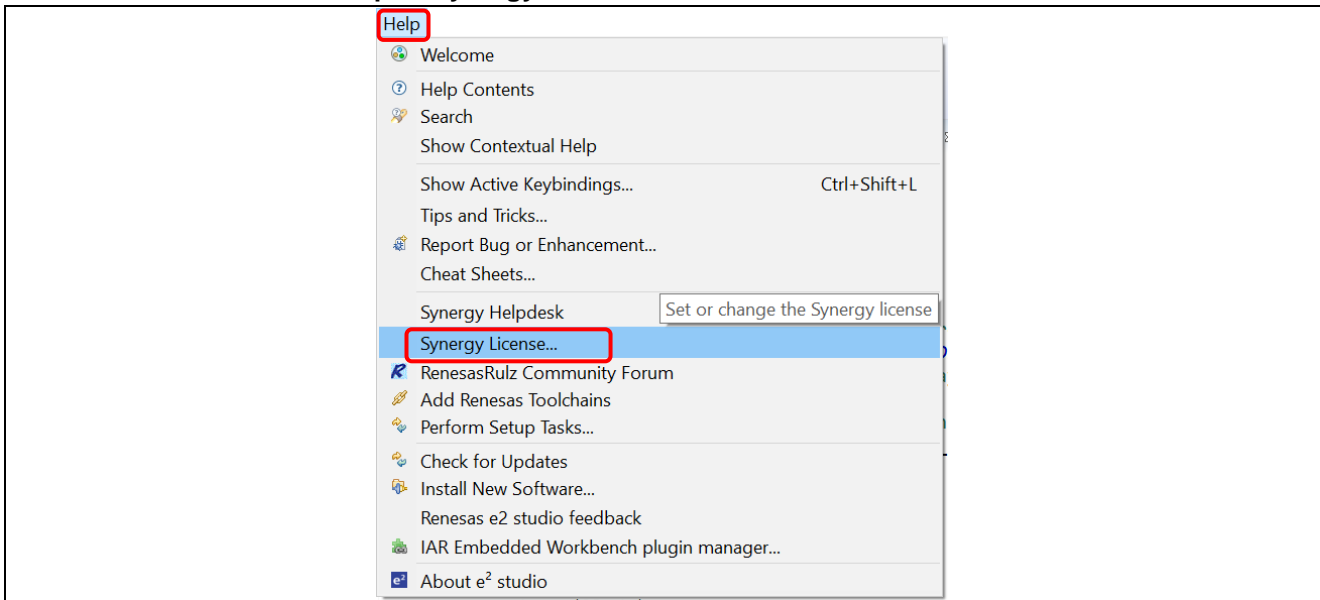 Help
Welcome
Help Contents
Search
Show Contextual Help
Show Active Keybindings... Ctrl+Shift+L
Tips and Tricks...
Report Bug or Enhancement...
Cheat Sheets...
Synergy Helpdesk Set or change the Synergy license
Synergy License...
RenesasRulz Community Forum
Add Renesas Toolchains
Perform Setup Tasks...
Check for Updates
Install New Software...
Renesas e2 studio feedback
IAR Embedded Workbench plugin manager...
e² About e² studio